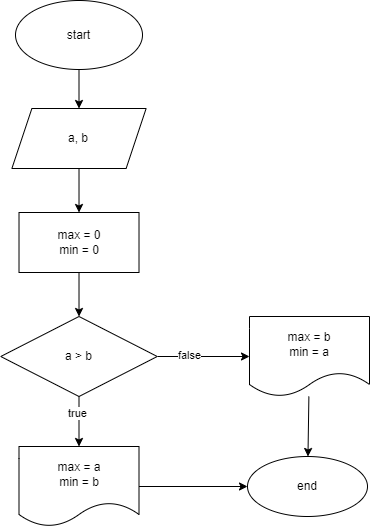 start
a, b
max = 0
min = 0
a > b
false
max = b
min = a
true
max = a
min = b
end